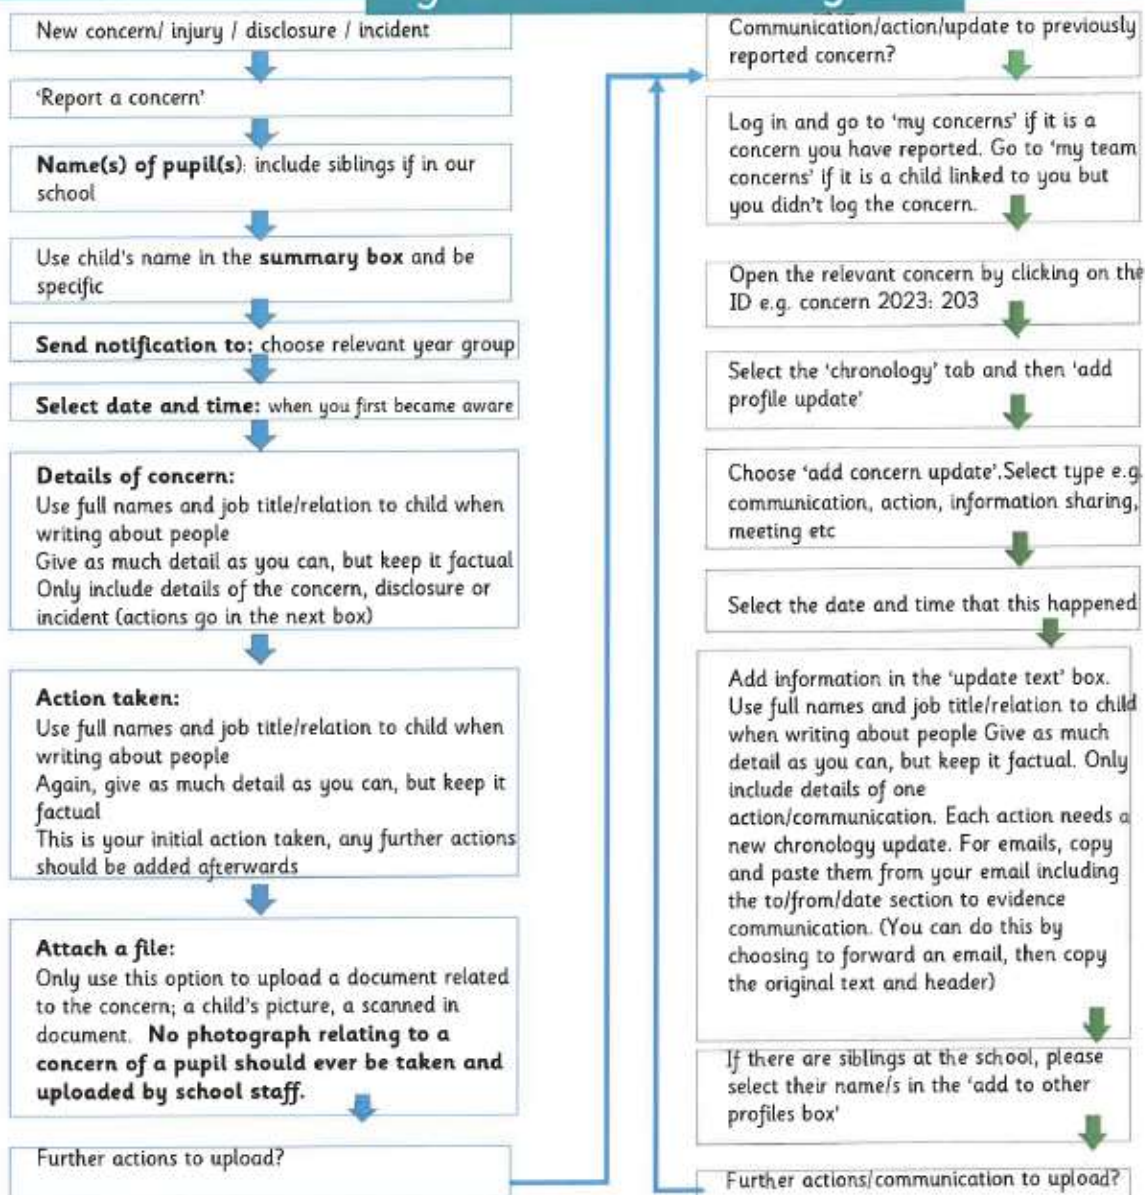 New concern/ injury / disclosure / incident
'Report a concern'
Name(s) of pupil(s): include siblings if in our
school
Use child's name in the summary box and be
specific
Send notification to: choose relevant year group
Select date and time: when you first became aware
Details of concern:
Use full names and job title/relation to child when
writing about people
Give as much detail as you can, but keep it factual
Only include details of the concern, disclosure or
incident (actions go in the next box)
Action taken:
Use full names and job title/relation to child when
writing about people
Again, give as much detail as you can, but keep it
factual
This is your initial action taken, any further actions
should be added afterwards
Attach a file:
Only use this option to upload a document related
to the concern; a child's picture, a scanned in
document. No photograph relating to a
concern of a pupil should ever be taken and
uploaded by school staff.
Further actions to upload?
Communication/action/update to previously
reported concern?
Log in and go to 'my concerns' if it is a
concern you have reported. Go to 'my team
concerns' if it is a child linked to you but
you didn't log the concern.
Open the relevant concern by clicking on the
ID e.g. concern 2023: 203
Select the 'chronology' tab and then 'add
profile update'
Choose 'add concern update'.Select type e.g.
communication, action, information sharing,
meeting etc
Select the date and time that this happened
Add information in the 'update text' box.
Use full names and job title/relation to child
when writing about people Give as much
detail as you can, but keep it factual. Only
include details of one
action/communication. Each action needs a
new chronology update. For emails, copy
and paste them from your email including
the to/from/date section to evidence
communication. (You can do this by
choosing to forward an email, then copy
the original text and header)
If there are siblings at the school, please
select their name/s in the 'add to other
profiles box'
Further actions/communication to upload?